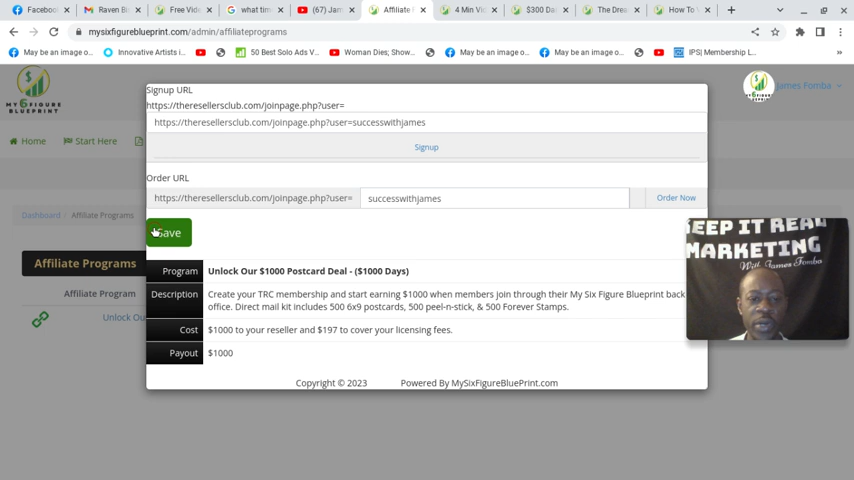 Facebook
Raven Bi
Free Vide
what tim
(67) Jam
Affiliate P
4 Min Vi
$300 Da
The Drea
How To
mysixfigureblueprint.com/admin/affiliateprograms
May be an image o...
Innovative Artists i...
50 Best Solo Ads V...
Woman Dies; Show...
May be an image o...
May be an image o...
IPS| Membership L...
MY 6 FIGURE
BLUEPRINT
James Fomba
Home
Start Here
Dashboard
Affiliate Programs
Affiliate Programs
Affiliate Program
Unlock Ou
Signup URL
https://theresellersclub.com/joinpage.php?user=
https://theresellersclub.com/joinpage.php?user=successwithjames
Signup
Order URL
https://theresellersclub.com/joinpage.php?user=
successwithjames
Order Now
Save
Program Unlock Our $1000 Postcard Deal - ($1000 Days)
Description Create your TRC membership and start earning $1000 when members join through their My Six Figure Blueprint back
office. Direct mail kit includes 500 6x9 postcards, 500 peel-n-stick, & 500 Forever Stamps.
Cost $1000 to your reseller and $197 to cover your licensing fees.
Payout $1000
Copyright © 2023 Powered By MySixFigureBluePrint.com
KEEP IT REAL
MARKETING
With James Fomba